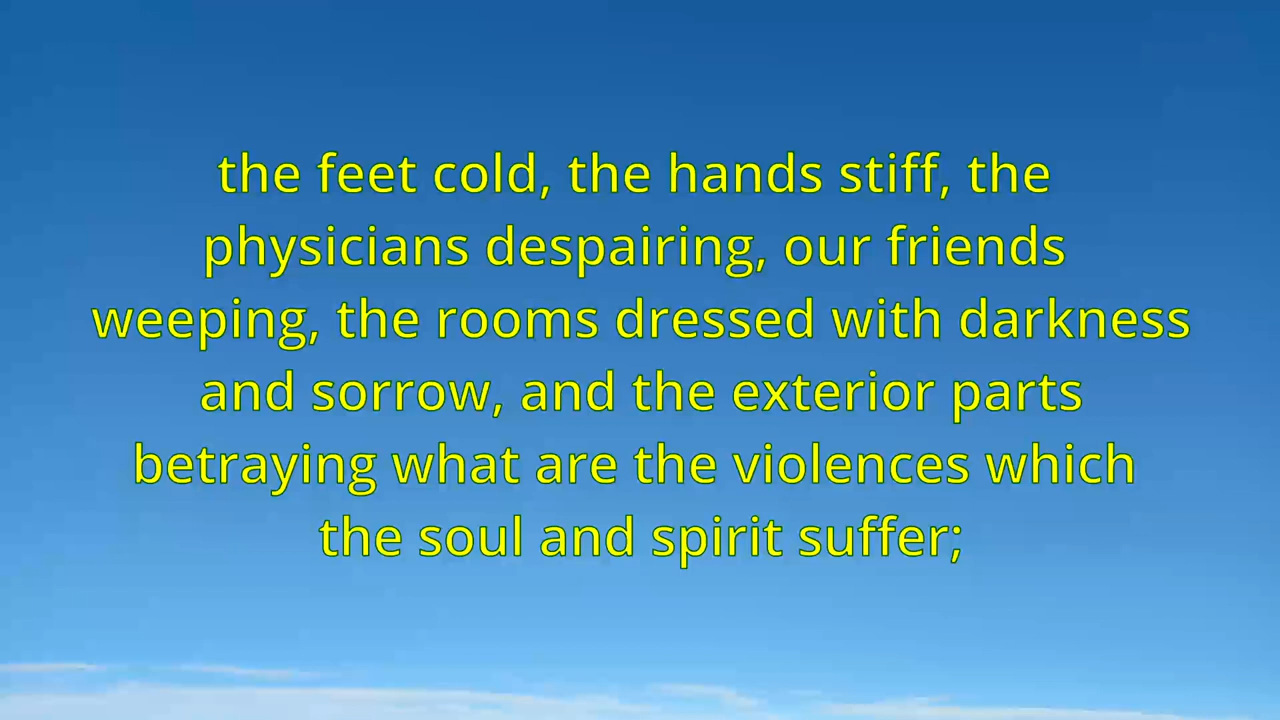 the feet cold, the hands stiff, the
physicians despairing, our friends
weeping, the rooms dressed with darkness
and sorrow, and the exterior parts
betraying what are the violences which
the soul and spirit suffer;